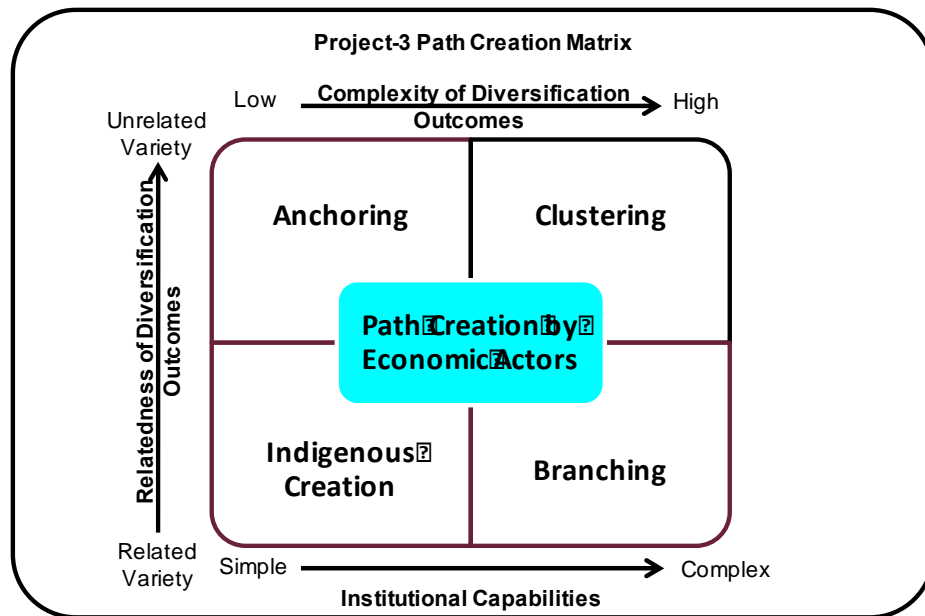 Project-3 Path Creation Matrix
Low
Complexity of Diversification
Outcomes
High
Unrelated
Variety
Relatedness of Diversification
Outcomes
Anchoring
Clustering
Path Creation by
Economic Actors
Indigenous
Creation
Branching
Related
Variety
Simple
Complex
Institutional Capabilities